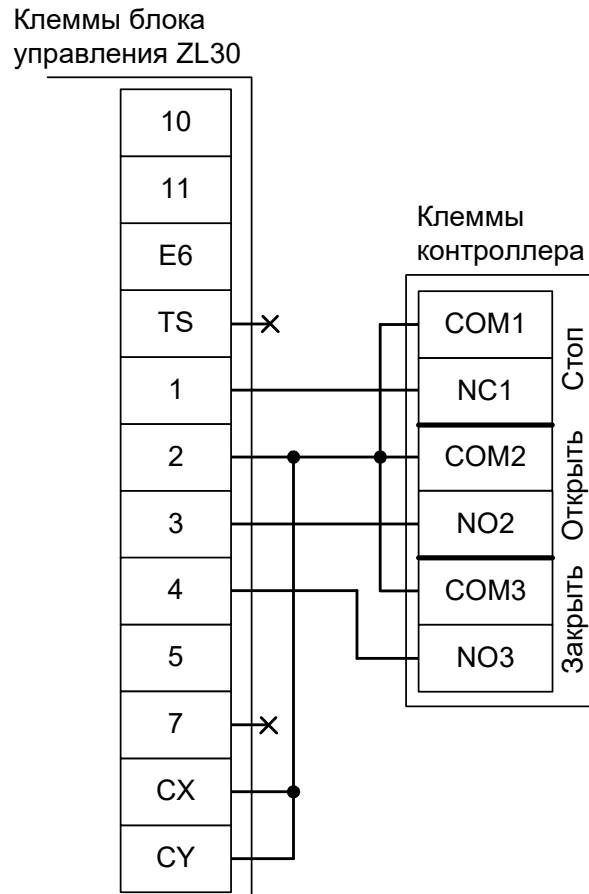 Клеммы блока
управления ZL30
10
11
E6
TS
1
2
3
4
5
7
CX
CY
Клеммы
контроллера
COM1
NC1
COM2
NO2
COM3
NO3
Стоп
Открыть
Закрыть